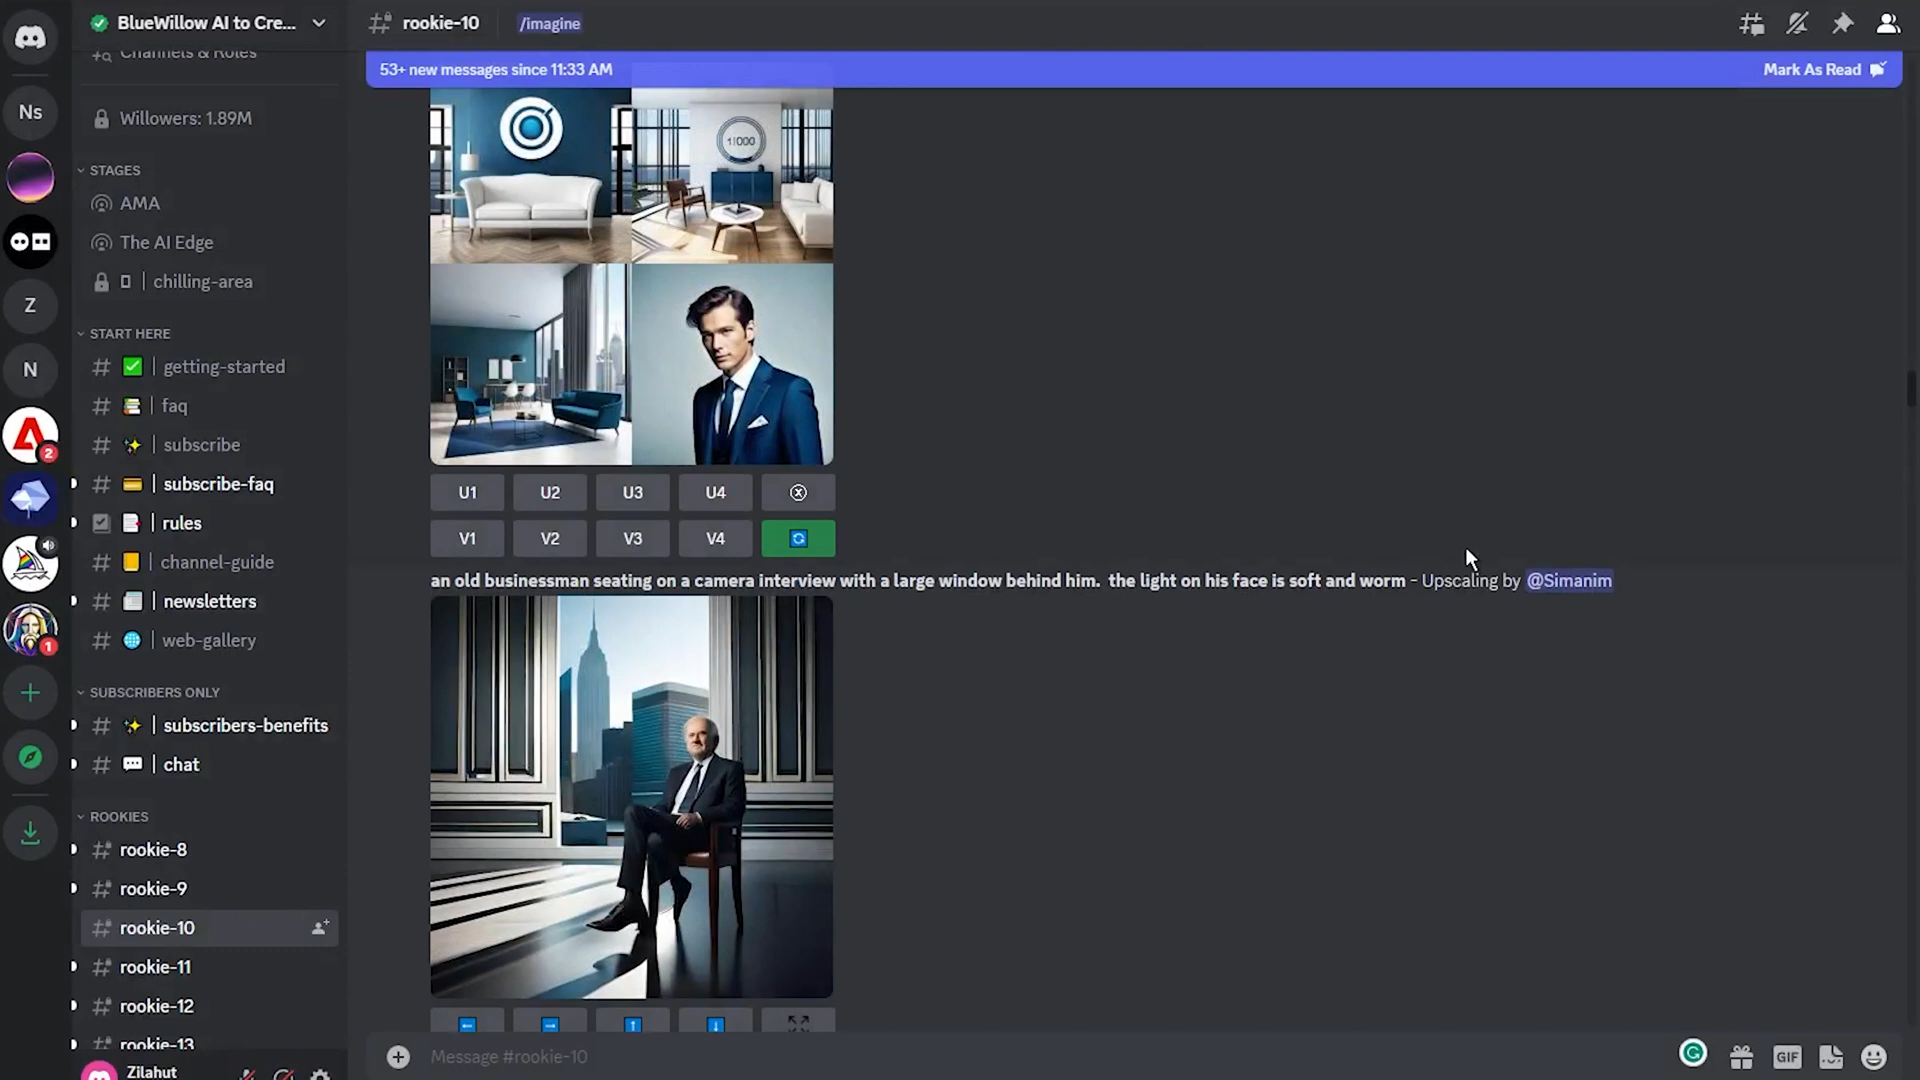 BlueWillow AI to Cre...
Channels & Roles
Willowers: 1.89M
STAGES
AMA
The AI Edge
| chilling-area
START HERE
| getting-started
| faq
| subscribe
| subscribe-faq
| rules
| channel-guide
| newsletters
| web-gallery
SUBSCRIBERS ONLY
| subscribers-benefits
| chat
ROOKIES
rookie-8
rookie-9
rookie-10
rookie-11
rookie-12
rookie-13
Zilahut
Ns
Z
N
2
1
rookie-10
/imagine
53+ new messages since 11:33 AM
Mark As Read
U1 U2 U3 U4
V1 V2 V3 V4
an old businessman seating on a camera interview with a large window behind him. the light on his face is soft and worm - Upscaling by @Simanim
Message #rookie-10
GIF